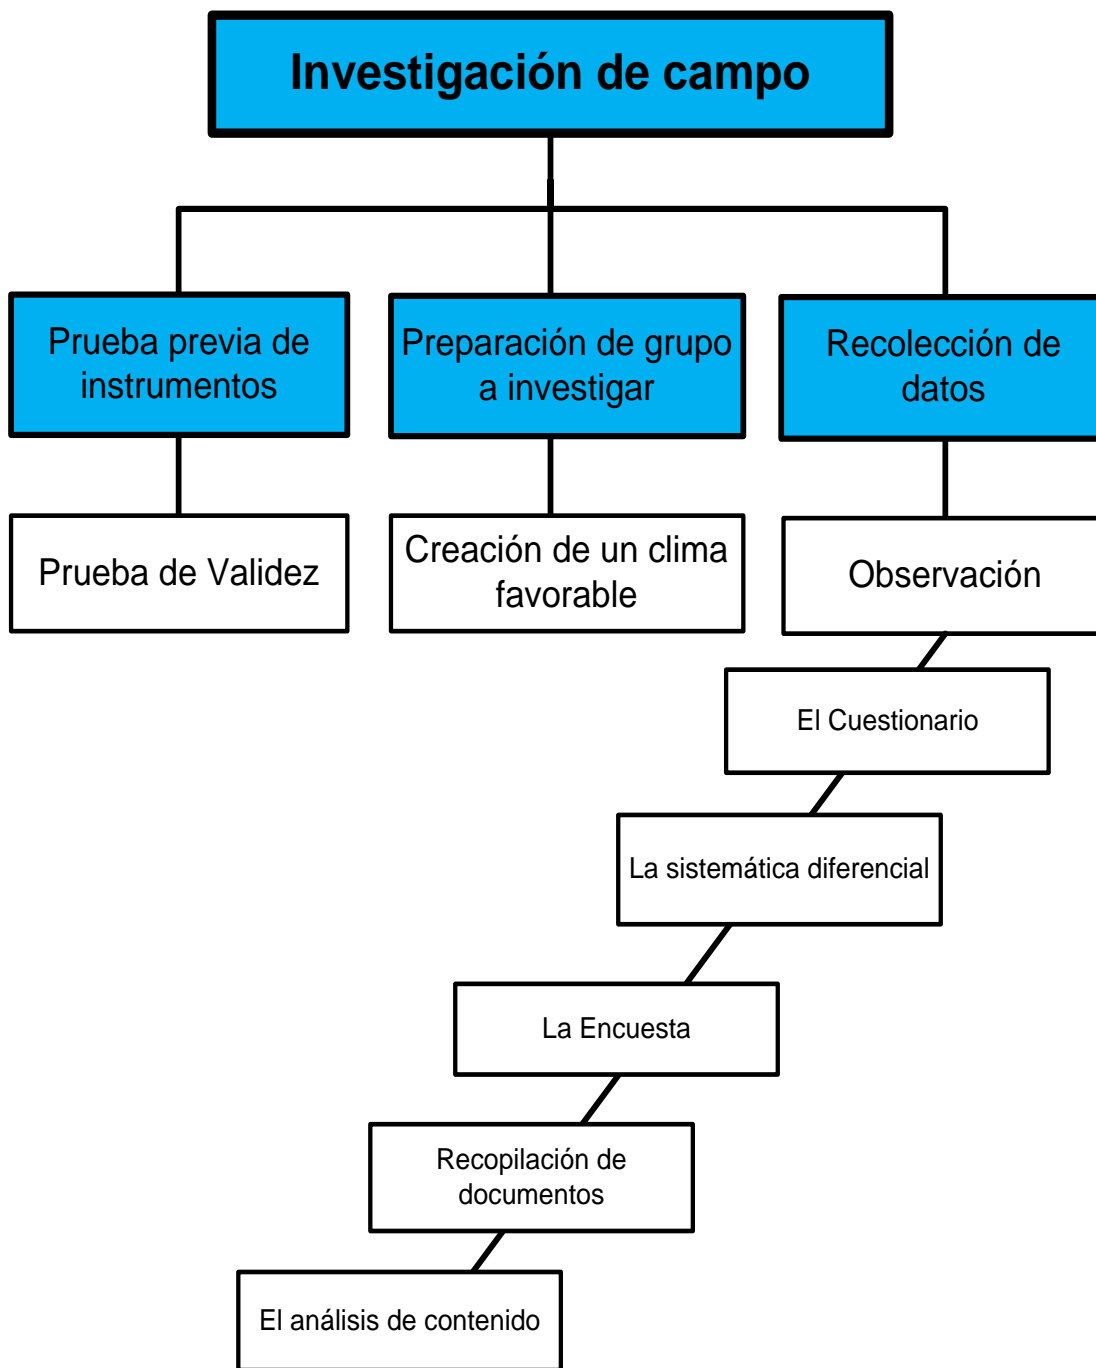 Investigación de campo
Prueba previa de
instrumentos
Preparación de grupo
a investigar
Recolección de
datos
Prueba de Validez
Creación de un clima
favorable
Observación
El Cuestionario
La sistemática diferencial
La Encuesta
Recopilación de
documentos
El análisis de contenido